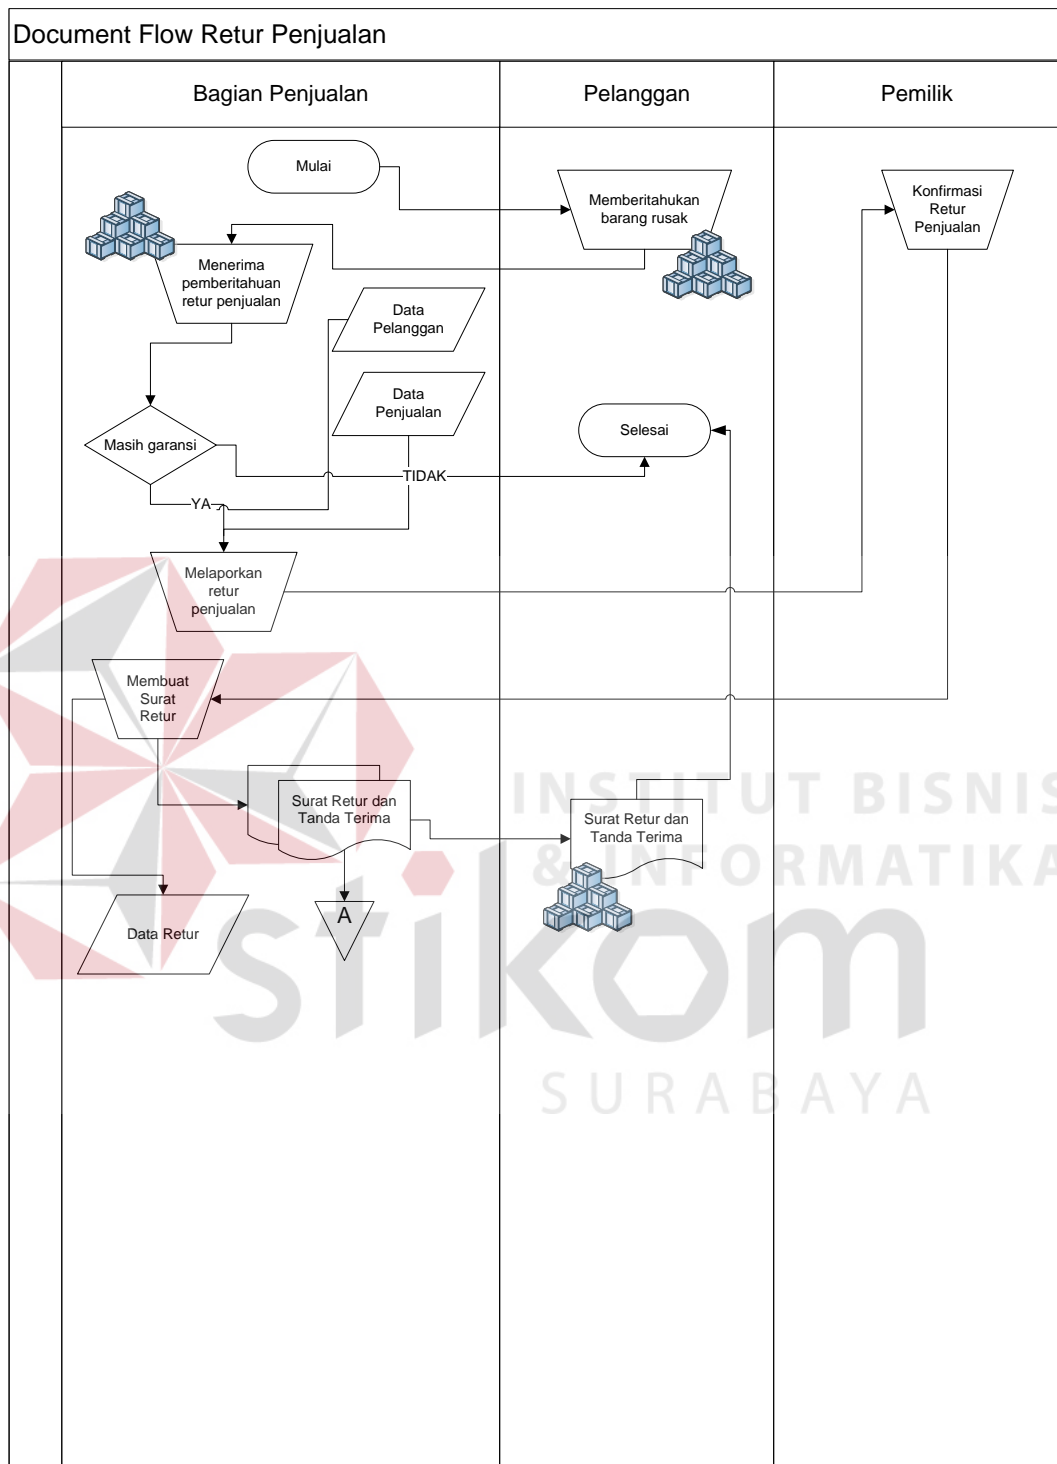 Document Flow Retur Penjualan
Bagian Penjualan
Pelanggan
Pemilik
Mulai
Memberitahukan
barang rusak
Konfirmasi
Retur
Penjualan
Menerima
pemberitahuan
retur penjualan
Data
Pelanggan
Data
Penjualan
Masih garansi
Selesai
TIDAK
YA
Melaporkan
retur
penjualan
Membuat
Surat
Retur
Surat Retur dan
Tanda Terima
Surat Retur dan
Tanda Terima
A
Data Retur
INSTITUT BISNIS
& INFORMATIKA
stikom
SURABAYA